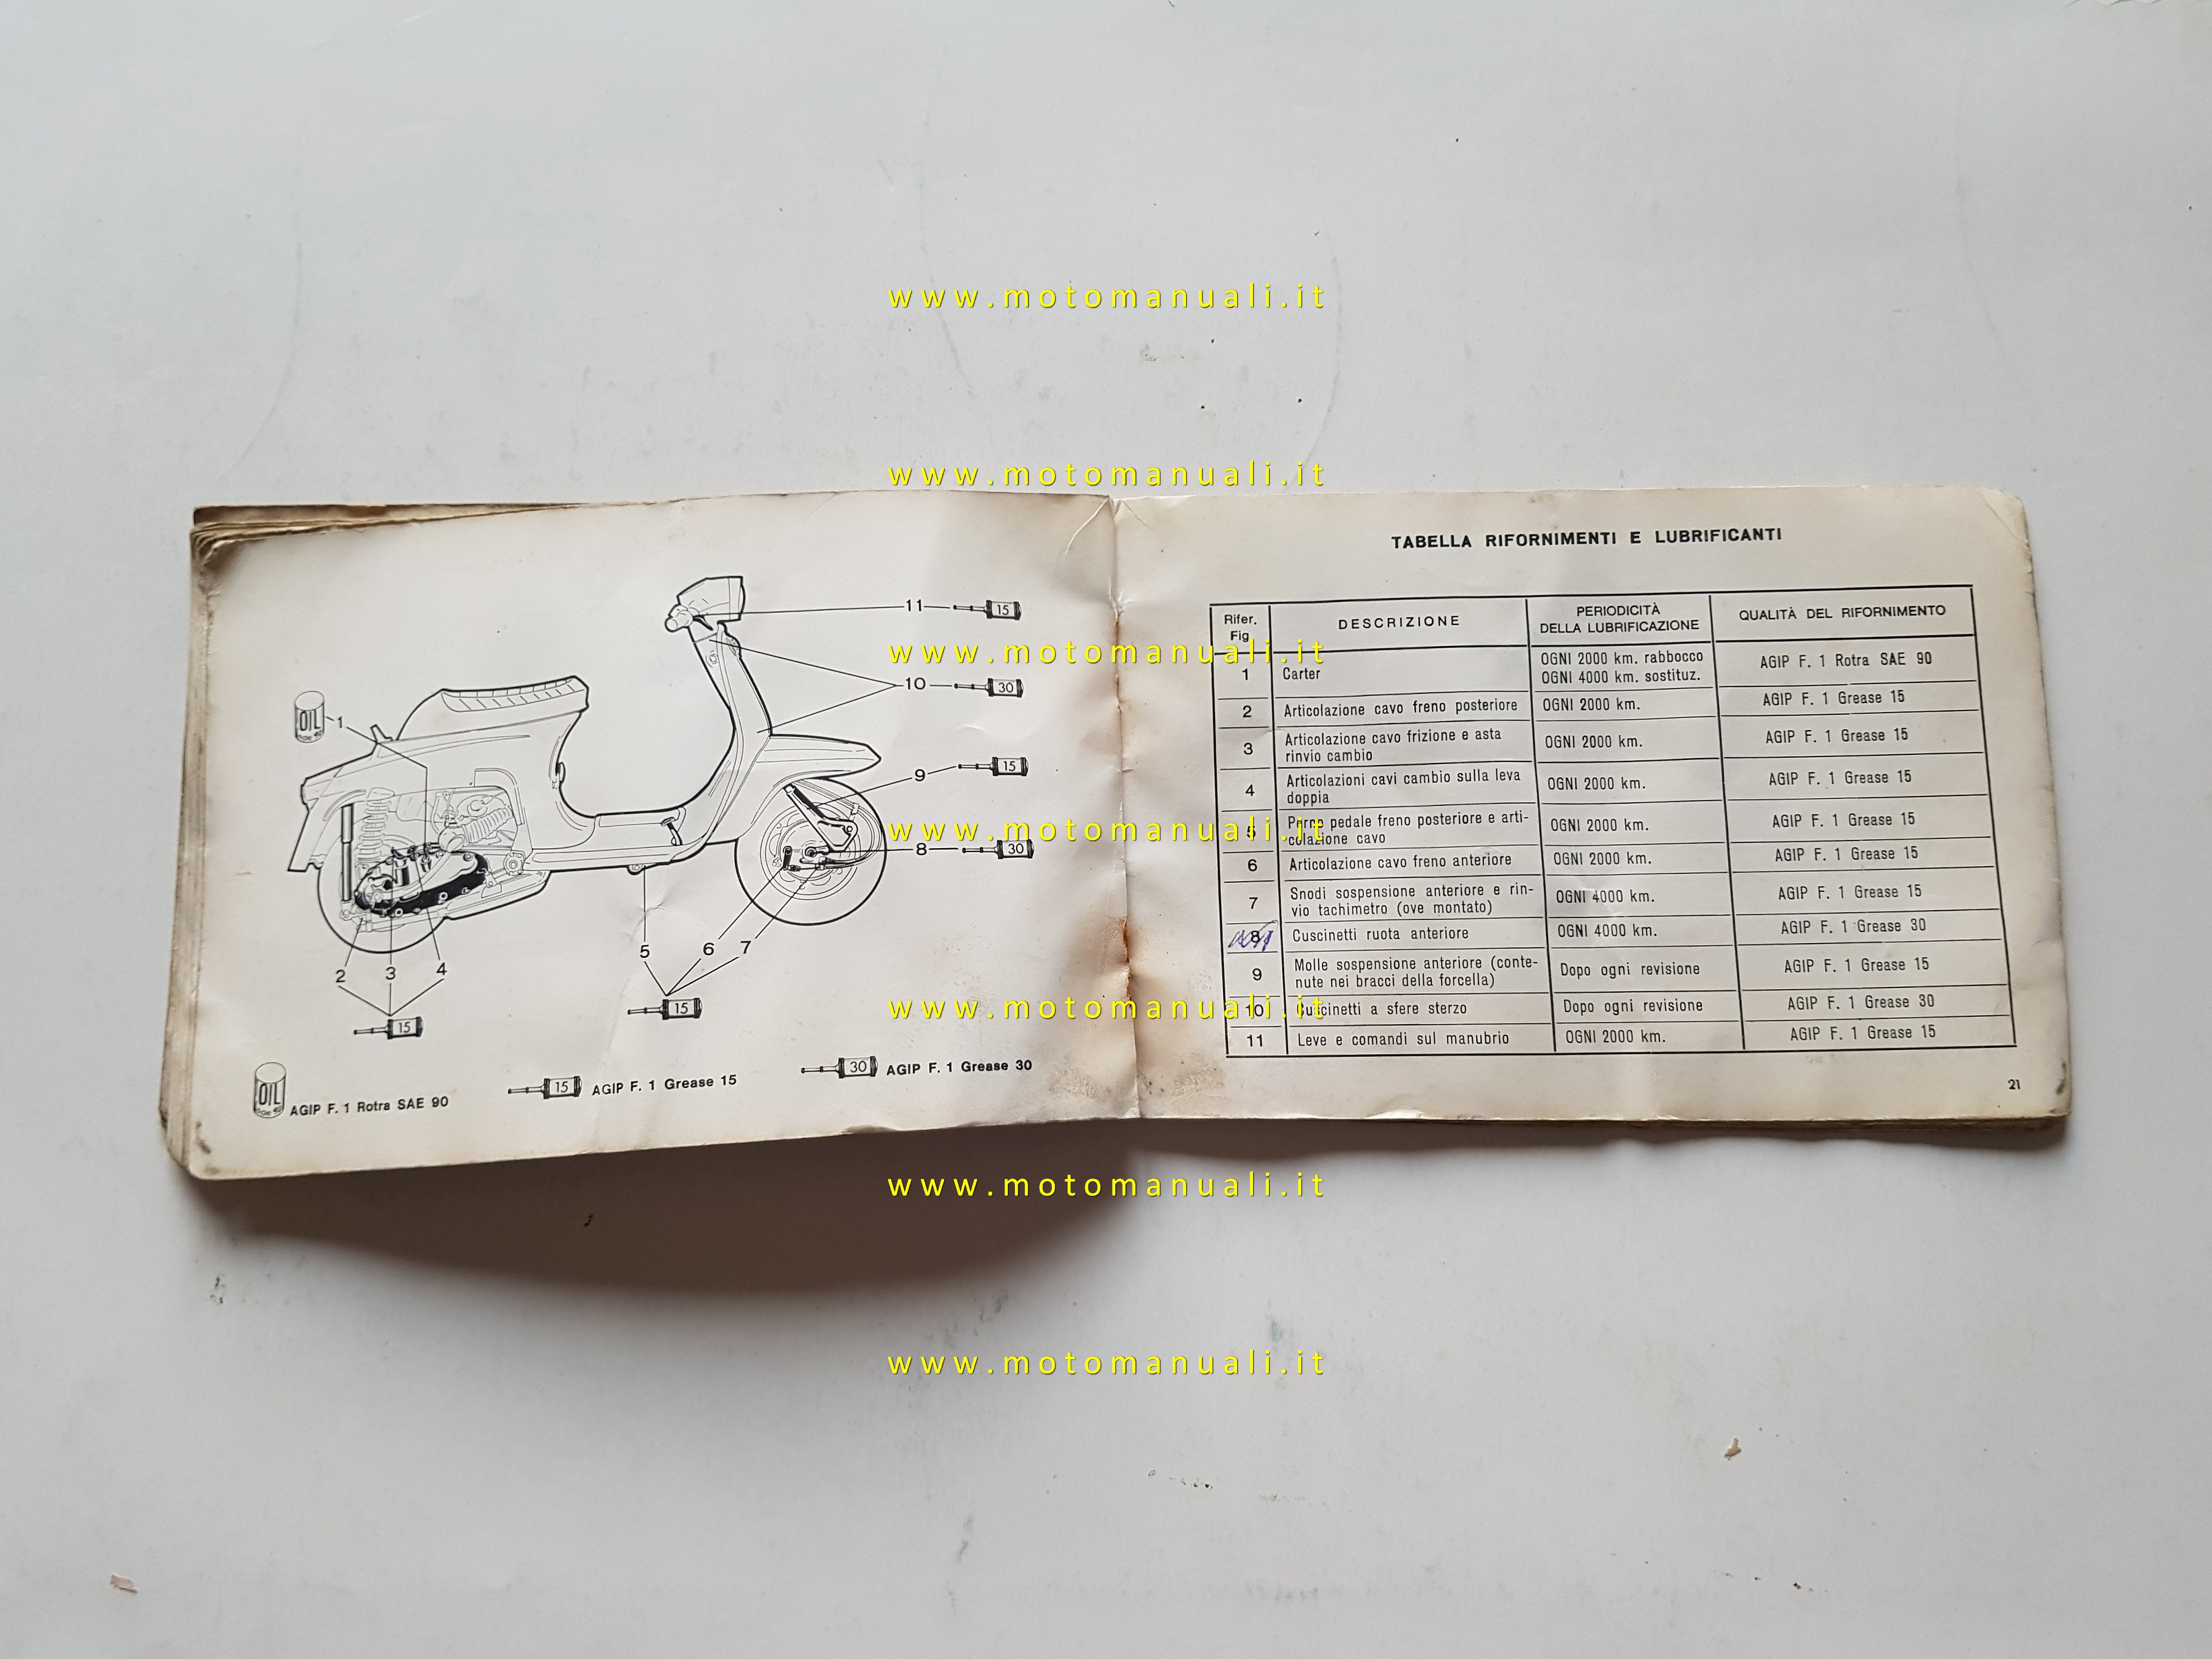 www.motomanuali.it
www.motomanuali.it
11
15
10
30
OIL
1
9
15
8
30
5
6
7
2
3
4
15
15
OIL
AGIP F. 1 Rotra SAE 90
15
AGIP F. 1 Grease 15
30
AGIP F. 1 Grease 30
TABELLA RIFORNIMENTI E LUBRIFICANTI
Rifer.
Fig.
DESCRIZIONE
PERIODICITÀ
DELLA LUBRIFICAZIONE
QUALITÀ DEL RIFORNIMENTO
www.motomanuali.it
1
Carter
OGNI 2000 km. rabbocco
OGNI 4000 km. sostituz.
AGIP F. 1 Rotra SAE 90
2
Articolazione cavo freno posteriore
OGNI 2000 km.
AGIP F. 1 Grease 15
3
Articolazione cavo frizione e asta
rinvio cambio
OGNI 2000 km.
AGIP F. 1 Grease 15
4
Articolazioni cavi cambio sulla leva
doppia
OGNI 2000 km.
AGIP F. 1 Grease 15
www.motomanuali.it
5
Perno pedale freno posteriore e arti-
colazione cavo
OGNI 2000 km.
AGIP F. 1 Grease 15
6
Articolazione cavo freno anteriore
OGNI 2000 km.
AGIP F. 1 Grease 15
7
Snodi sospensione anteriore e rin-
vio tachimetro (ove montato)
OGNI 4000 km.
AGIP F. 1 Grease 15
8
Cuscinetti ruota anteriore
OGNI 4000 km.
AGIP F. 1 Grease 30
9
Molle sospensione anteriore (conte-
nute nei bracci della forcella)
Dopo ogni revisione
AGIP F. 1 Grease 15
www.motomanuali.it
10
Cuscinetti a sfere sterzo
Dopo ogni revisione
AGIP F. 1 Grease 30
11
Leve e comandi sul manubrio
OGNI 2000 km.
AGIP F. 1 Grease 15
21
www.motomanuali.it
www.motomanuali.it